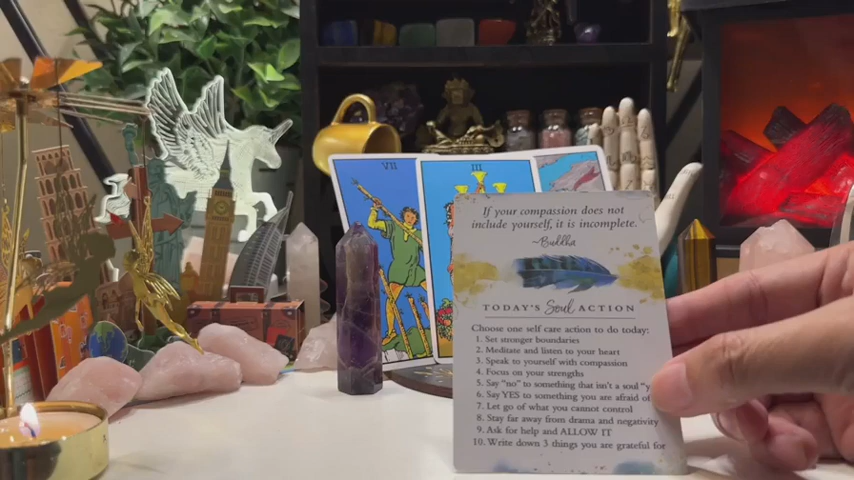 VII
III
If your compassion does not
include yourself, it is incomplete.
~Buddha
TODAY'S Soul ACTION
Choose one self care action to do today:
1. Set stronger boundaries
2. Meditate and listen to your heart
3. Speak to yourself with compassion
4. Focus on your strengths
5. Say "no" to something that isn't a soul "y
6. Say YES to something you are afraid of
7. Let go of what you cannot control
8. Stay far away from drama and negativity
9. Ask for help and ALLOW IT
10. Write down 3 things you are grateful for